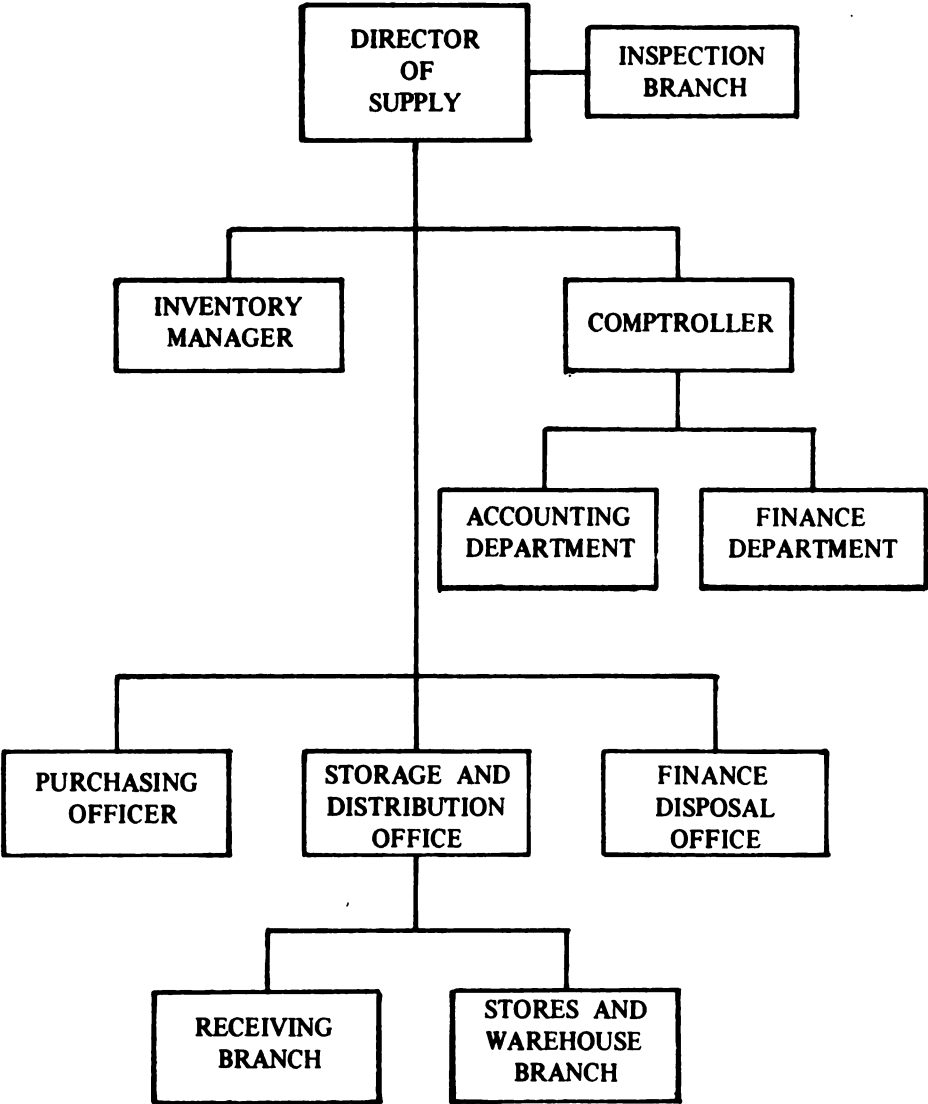 DIRECTOR
OF
SUPPLY
INSPECTION
BRANCH
INVENTORY
MANAGER
COMPTROLLER
ACCOUNTING
DEPARTMENT
FINANCE
DEPARTMENT
PURCHASING
OFFICER
STORAGE AND
DISTRIBUTION
OFFICE
FINANCE
DISPOSAL
OFFICE
RECEIVING
BRANCH
STORES AND
WAREHOUSE
BRANCH